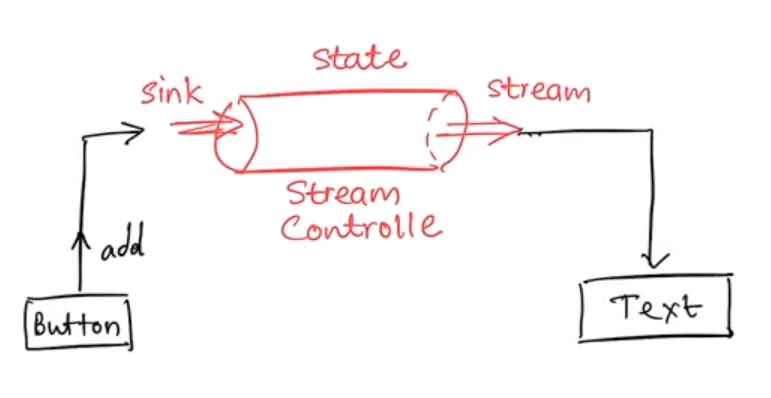 State
sink
stream
Stream
Controlle
add
Button
Text